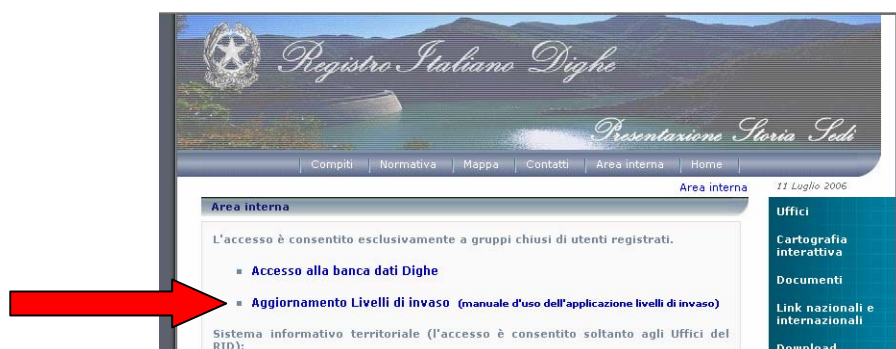 Registro Italiano Dighe
Presentazione Storia Sedi
Compiti | Normativa | Mappa | Contatti | Area interna | Home |
Area interna
11 Luglio 2006
Area interna
L'accesso è consentito esclusivamente a gruppi chiusi di utenti registrati.
Accesso alla banca dati Dighe
Aggiornamento Livelli di invaso (manuale d'uso dell'applicazione livelli di invaso)
Sistema informativo territoriale (l'accesso è consentito soltanto agli Uffici del
RID):
Uffici
Cartografia
interattiva
Documenti
Link nazionali e
internazionali
Download